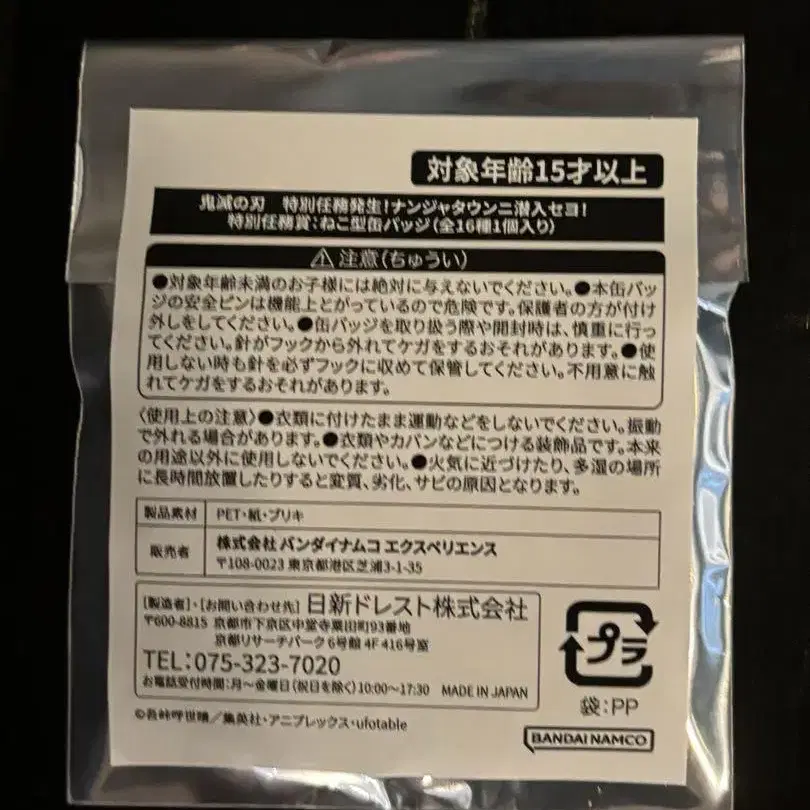 対象年齢15才以上
鬼滅の刃 特別任務発生!ナンジャタウンニ潜入セヨ!
特別任務賞:ねこ型缶バッジ(全16種1個入り)
⚠ 注意(ちゅうい)
●対象年齢未満のお子様には絶対に与えないでください。●本缶バッ
ジの安全ピンは機能上とがっているので危険です。保護者の方が付け
外しをしてください。●缶バッジを取り扱う際や開封時は、慎重に行っ
てください。針がフックから外れてケガをするおそれがあります。●使
用しない時も針を必ずフックに収めて保管してください。不用意に触
れてケガをするおそれがあります。
〈使用上の注意〉●衣類に付けたまま運動などをしないでください。振動
で外れる場合があります。●衣類やカバンなどにつける装飾品です。本来
の用途以外に使用しないでください。●火気に近づけたり、多湿の場所
に長時間放置したりすると変質、劣化、サビの原因となります。
製品素材 PET・紙・ブリキ
販売者 株式会社 バンダイナムコ エクスペリエンス
〒108-0023 東京都港区芝浦3-1-35
[製造者]・[お問い合わせ先] 日新ドレスト株式会社
〒600-8815 京都市下京区中堂寺粟田町93番地
京都リサーチパーク 6号館 4F 416号室
TEL:075-323-7020
お電話受付時間:月〜金曜日(祝日を除く)10:00〜17:30 MADE IN JAPAN
プラ
袋:PP
©吾峠呼世晴/集英社・アニプレックス・ufotable
BANDAI NAMCO